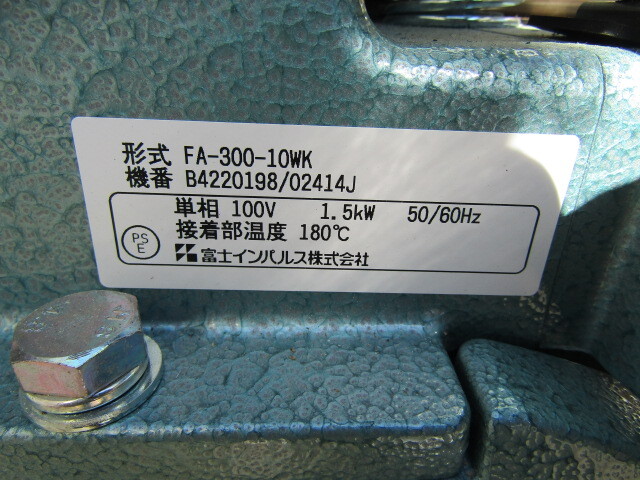 形式 FA-300-10WK
機番 B4220198/02414J
単相 100V 1.5kW 50/60Hz
接着部温度 180℃
PS
E
富士インパルス株式会社